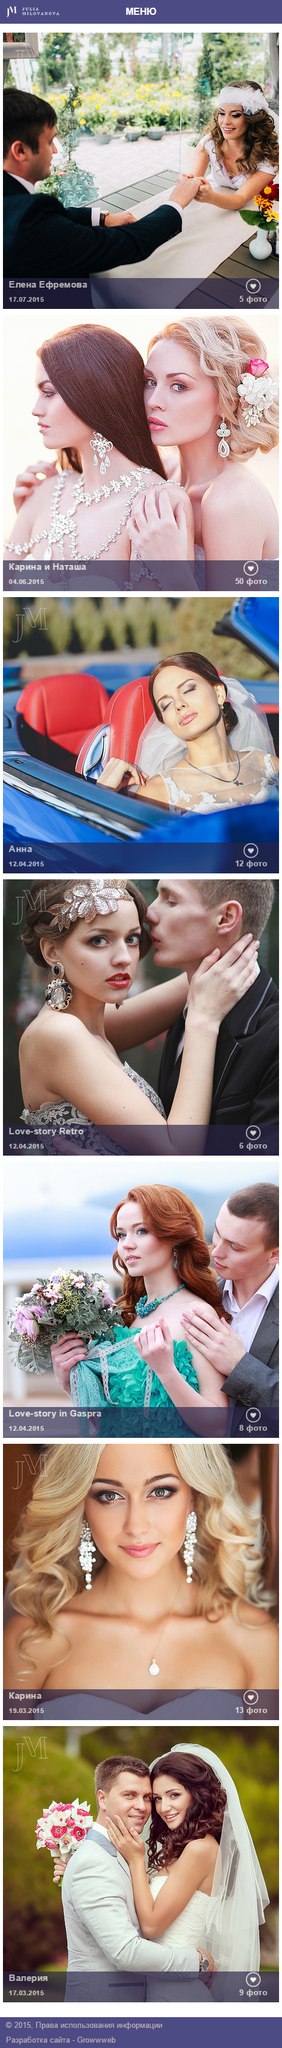 JM JULIA
MILOVANOVA
МЕНЮ
JM
Елена Ефремова
17.07.2015
5 фото
Карина и Наташа
04.06.2015
50 фото
JM
Анна
12.04.2015
12 фото
JM
Love-story Retro
12.04.2015
6 фото
Love-story in Gaspra
12.04.2015
8 фото
JM
Карина
19.03.2015
13 фото
JM
Валерия
17.03.2015
9 фото
© 2015, Права использования информации
Разработка сайта - Growwweb